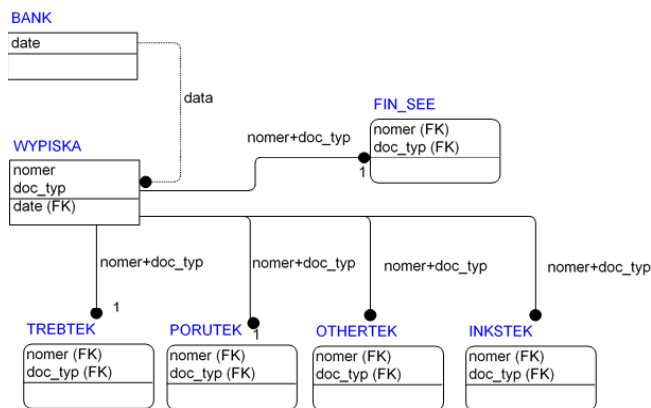 BANK
date
data
FIN_SEE
nomer (FK)
doc_typ (FK)
nomer+doc_typ
1
WYPISKA
nomer
doc_typ
date (FK)
nomer+doc_typ
nomer+doc_typ
nomer+doc_typ
nomer+doc_typ
1
1
TREBTEK
nomer (FK)
doc_typ (FK)
PORUTEK
nomer (FK)
doc_typ (FK)
OTHERTEK
nomer (FK)
doc_typ (FK)
INKSTEK
nomer (FK)
doc_typ (FK)